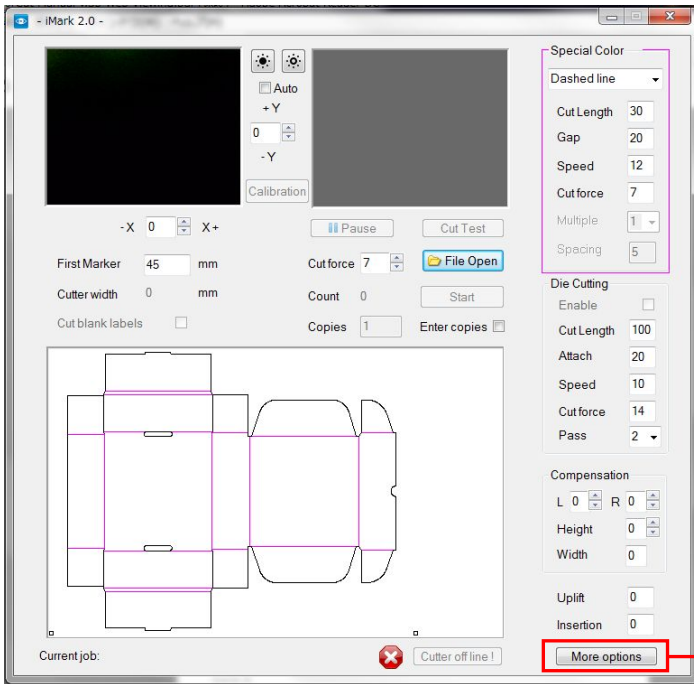 - iMark 2.0 -
Auto
+ Y
0
- Y
Calibration
- X 0 X +
Pause
Cut Test
First Marker 45 mm
Cut force 7
File Open
Cutter width 0 mm
Count 0
Start
Cut blank labels
Copies 1
Enter copies
Special Color
Dashed line
Cut Length 30
Gap 20
Speed 12
Cut force 7
Multiple 1
Spacing 5
Die Cutting
Enable
Cut Length 100
Attach 20
Speed 10
Cut force 14
Pass 2
Compensation
L 0 R 0
Height 0
Width 0
Uplift 0
Insertion 0
More options
Current job:
Cutter off line !